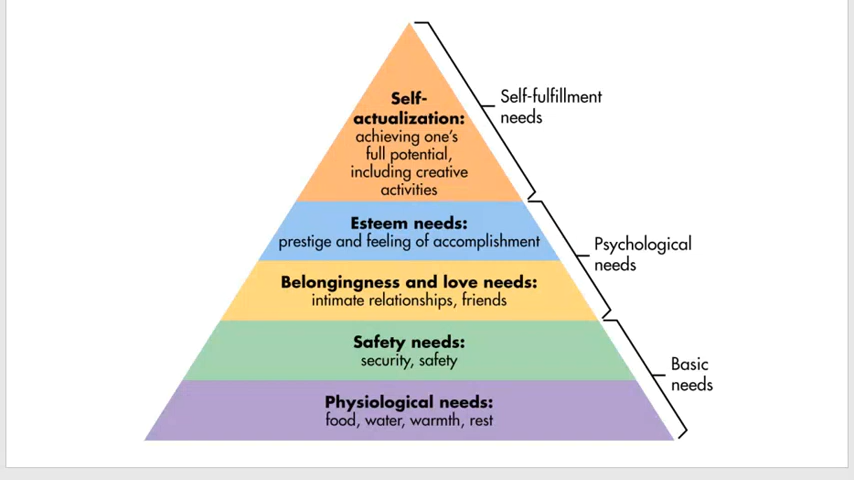 Self-
actualization:
achieving one's
full potential,
including creative
activities
Self-fulfillment
needs
Esteem needs:
prestige and feeling of accomplishment
Psychological
needs
Belongingness and love needs:
intimate relationships, friends
Safety needs:
security, safety
Basic
needs
Physiological needs:
food, water, warmth, rest